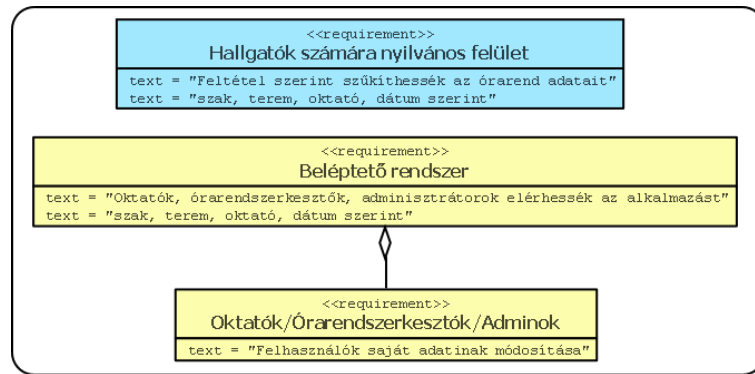 <<requirement>>
Hallgatók számára nyilvános felület
text = "Feltétel szerint szűkíthessék az órarend adatait"
text = "szak, terem, oktató, dátum szerint"
<<requirement>>
Beléptető rendszer
text = "Oktatók, órarendszerkesztők, adminisztrátorok elérhessék az alkalmazást"
text = "szak, terem, oktató, dátum szerint"
<<requirement>>
Oktatók/Órarendszerkesztók/Adminok
text = "Felhasználók saját adatinak módosítása"